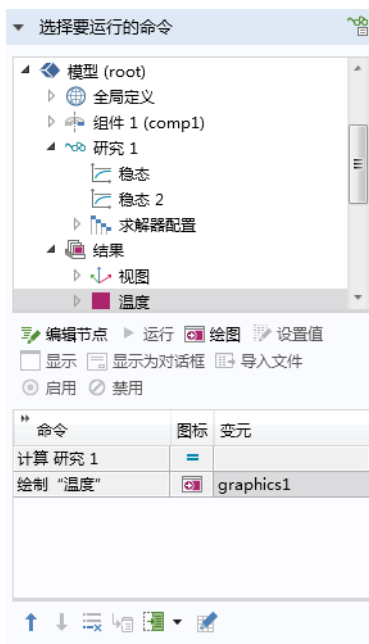 选择要运行的命令
模型 (root)
全局定义
组件 1 (comp1)
研究 1
稳态
稳态 2
求解器配置
结果
视图
温度
编辑节点 运行 绘图 设置值
显示 显示为对话框 导入文件
启用 禁用
命令 图标 变元
计算 研究 1 =
绘制 “温度” graphics1